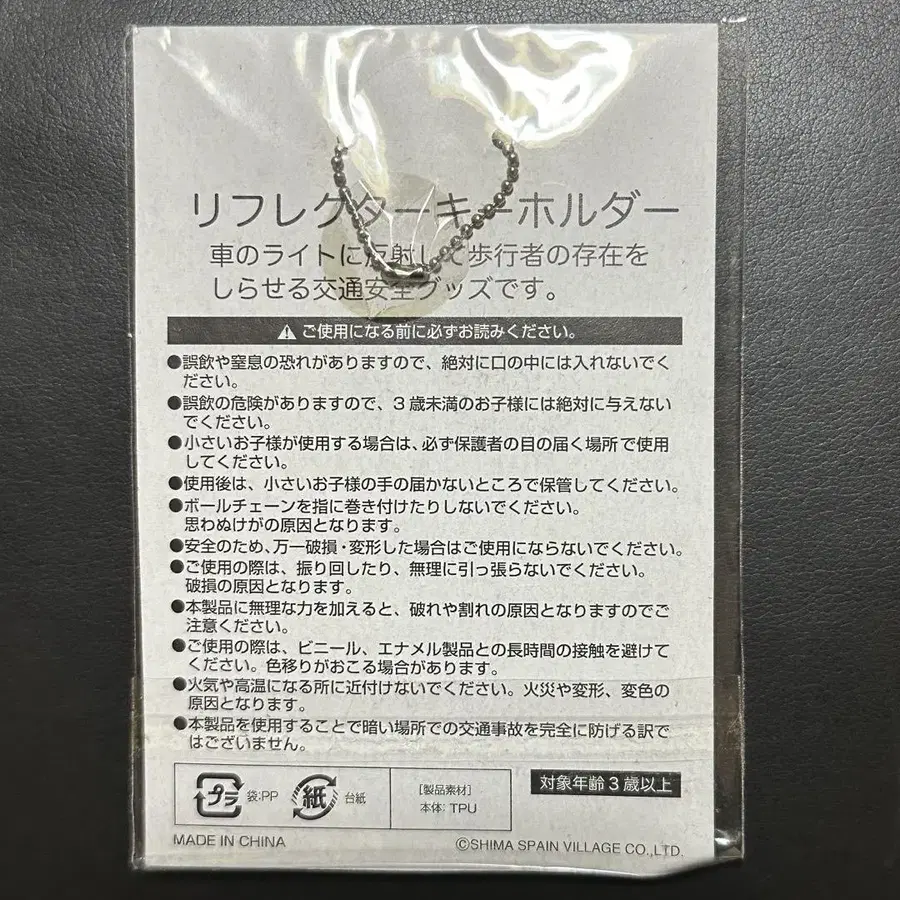 リフレクターキーホルダー
車のライトに反射して歩行者の存在を
しらせる交通安全グッズです。
ご使用になる前に必ずお読みください。
●誤飲や窒息の恐れがありますので、絶対に口の中には入れないでく
ださい。
●誤飲の危険がありますので、3歳未満のお子様には絶対に与えない
でください。
●小さいお子様が使用する場合は、必ず保護者の目の届く場所で使用
してください。
●使用後は、小さいお子様の手の届かないところで保管してください。
●ボールチェーンを指に巻き付けたりしないでください。
思わぬけがの原因となります。
●安全のため、万一破損・変形した場合はご使用にならないでください。
●ご使用の際は、振り回したり、無理に引っ張らないでください。
破損の原因となります。
●本製品に無理な力を加えると、破れや割れの原因となりますのでご
注意ください。
●ご使用の際は、ビニール、エナメル製品との長時間の接触を避けて
ください。色移りがおこる場合があります。
●火気や高温になる所に近付けないでください。火災や変形、変色の
原因となります。
●本製品を使用することで暗い場所での交通事故を完全に防げる訳で
はございません。
プラ 袋:PP 紙 台紙
[製品素材]
本体:TPU
対象年齢3歳以上
MADE IN CHINA
©SHIMA SPAIN VILLAGE CO.,LTD.